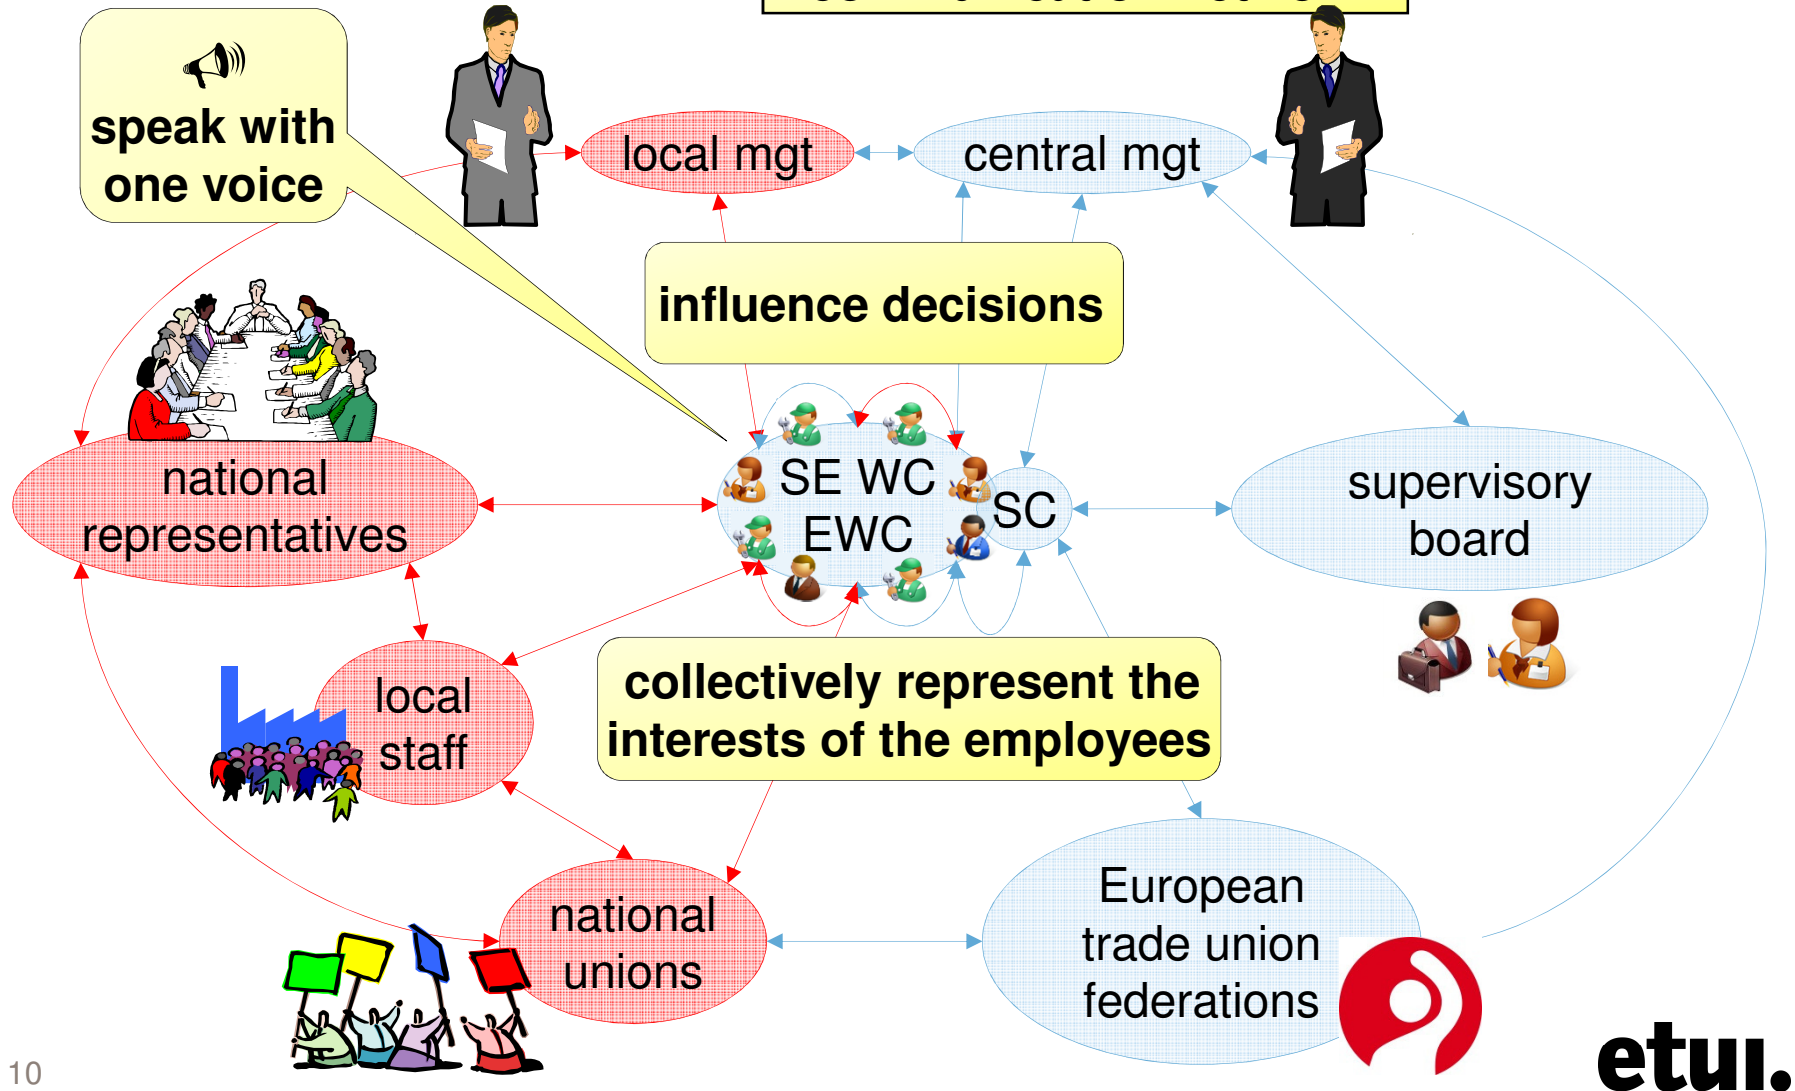 speak with
one voice
local mgt
central mgt
influence decisions
national
representatives
SE WC
EWC
SC
supervisory
board
local
staff
collectively represent the
interests of the employees
national
unions
European
trade union
federations
10
etui.